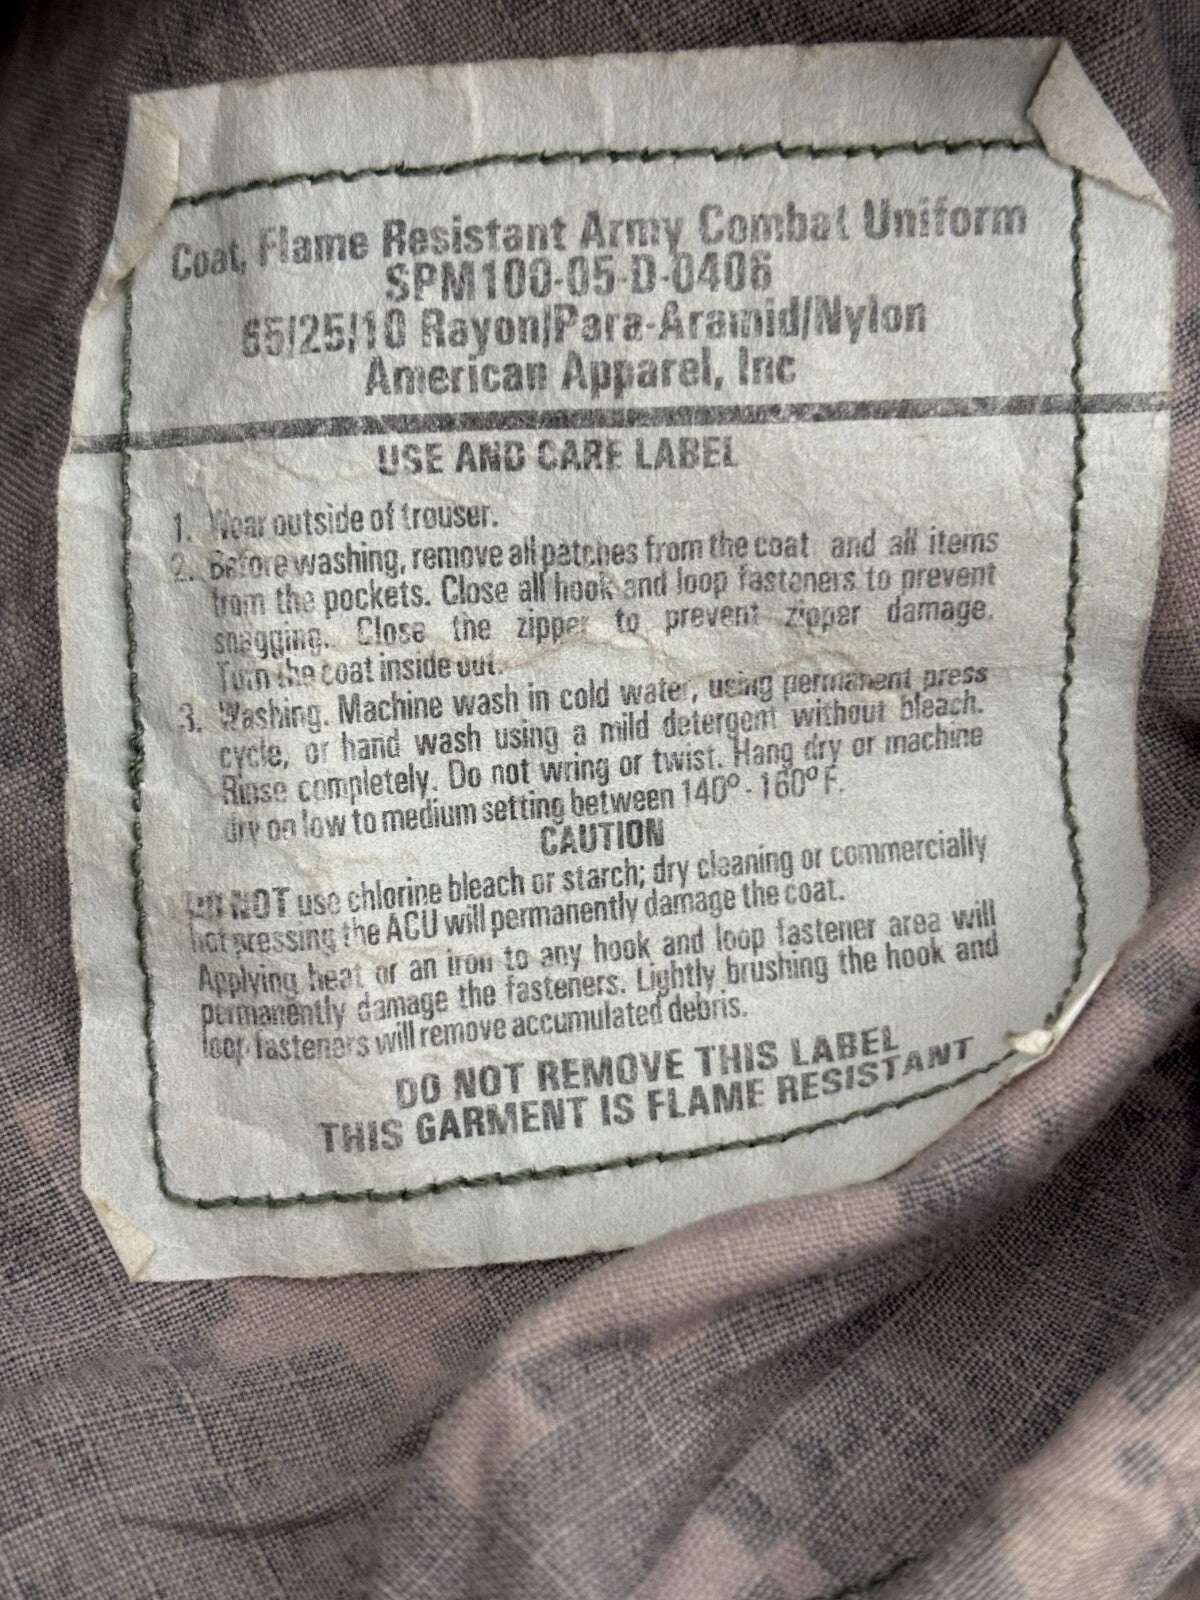 Coat, Flame Resistant Army Combat Uniform
SPM100-05-D-0406
65/25/10 Rayon/Para-Aramid/Nylon
American Apparel, Inc
USE AND CARE LABEL
1. Wear outside of trouser.
2. Before washing, remove all patches from the coat and all items
from the pockets. Close all hook and loop fasteners to prevent
snagging. Close the zipper to prevent zipper damage.
Turn the coat inside out.
3. Washing. Machine wash in cold water, using permanent press
cycle, or hand wash using a mild detergent without bleach.
Rinse completely. Do not wring or twist. Hang dry or machine
dry on low to medium setting between 140º - 160º F.
CAUTION
DO NOT use chlorine bleach or starch; dry cleaning or commercially
hot pressing the ACU will permanently damage the coat.
Applying heat or an iron to any hook and loop fastener area will
permanently damage the fasteners. Lightly brushing the hook and
loop fasteners will remove accumulated debris.
DO NOT REMOVE THIS LABEL
THIS GARMENT IS FLAME RESISTANT